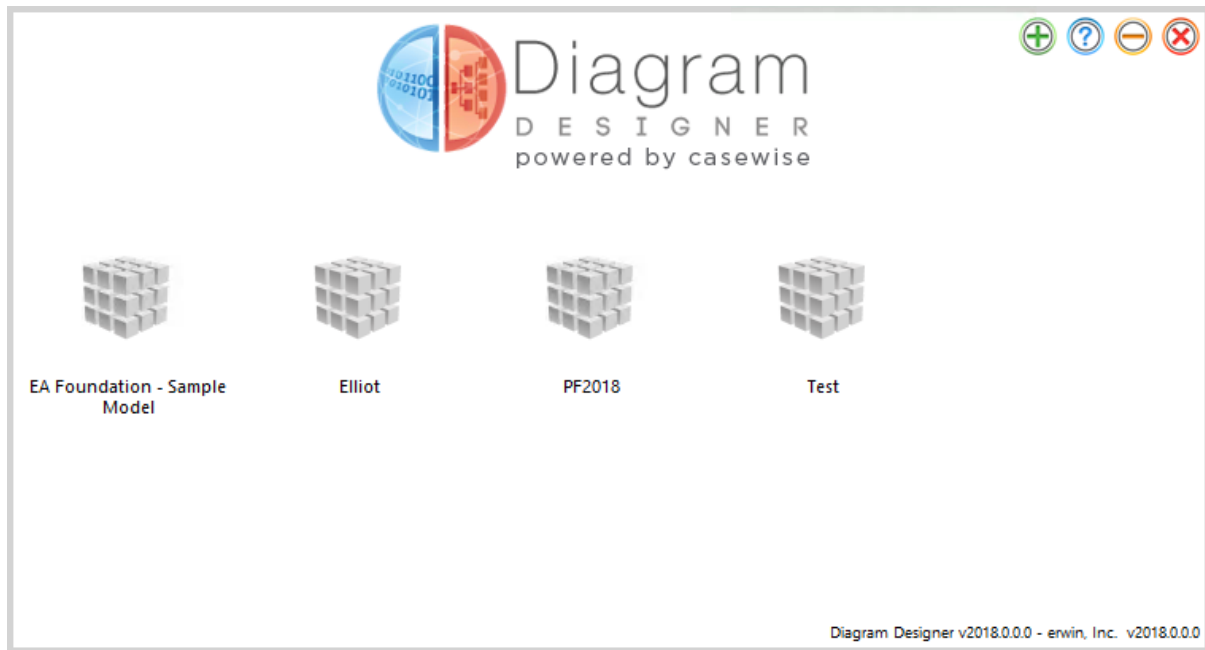 Diagram
DESIGNER
powered by casewise
EA Foundation - Sample
Model
Elliot
PF2018
Test
Diagram Designer v2018.0.0.0 - erwin, Inc. v2018.0.0.0